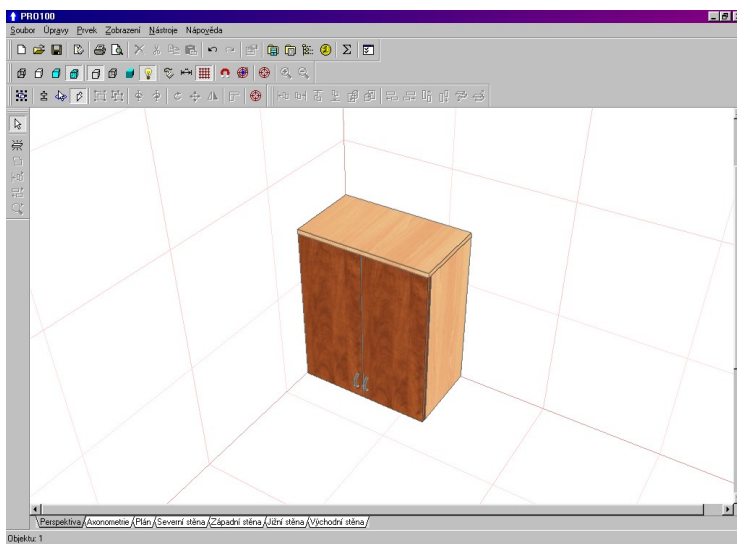 PRO100
Soubor Úpravy Prvek Zobrazení Nástroje Nápověda
Perspektiva Axonometrie Plán Severní stěna Západní stěna Jižní stěna Východní stěna
Objektu: 1